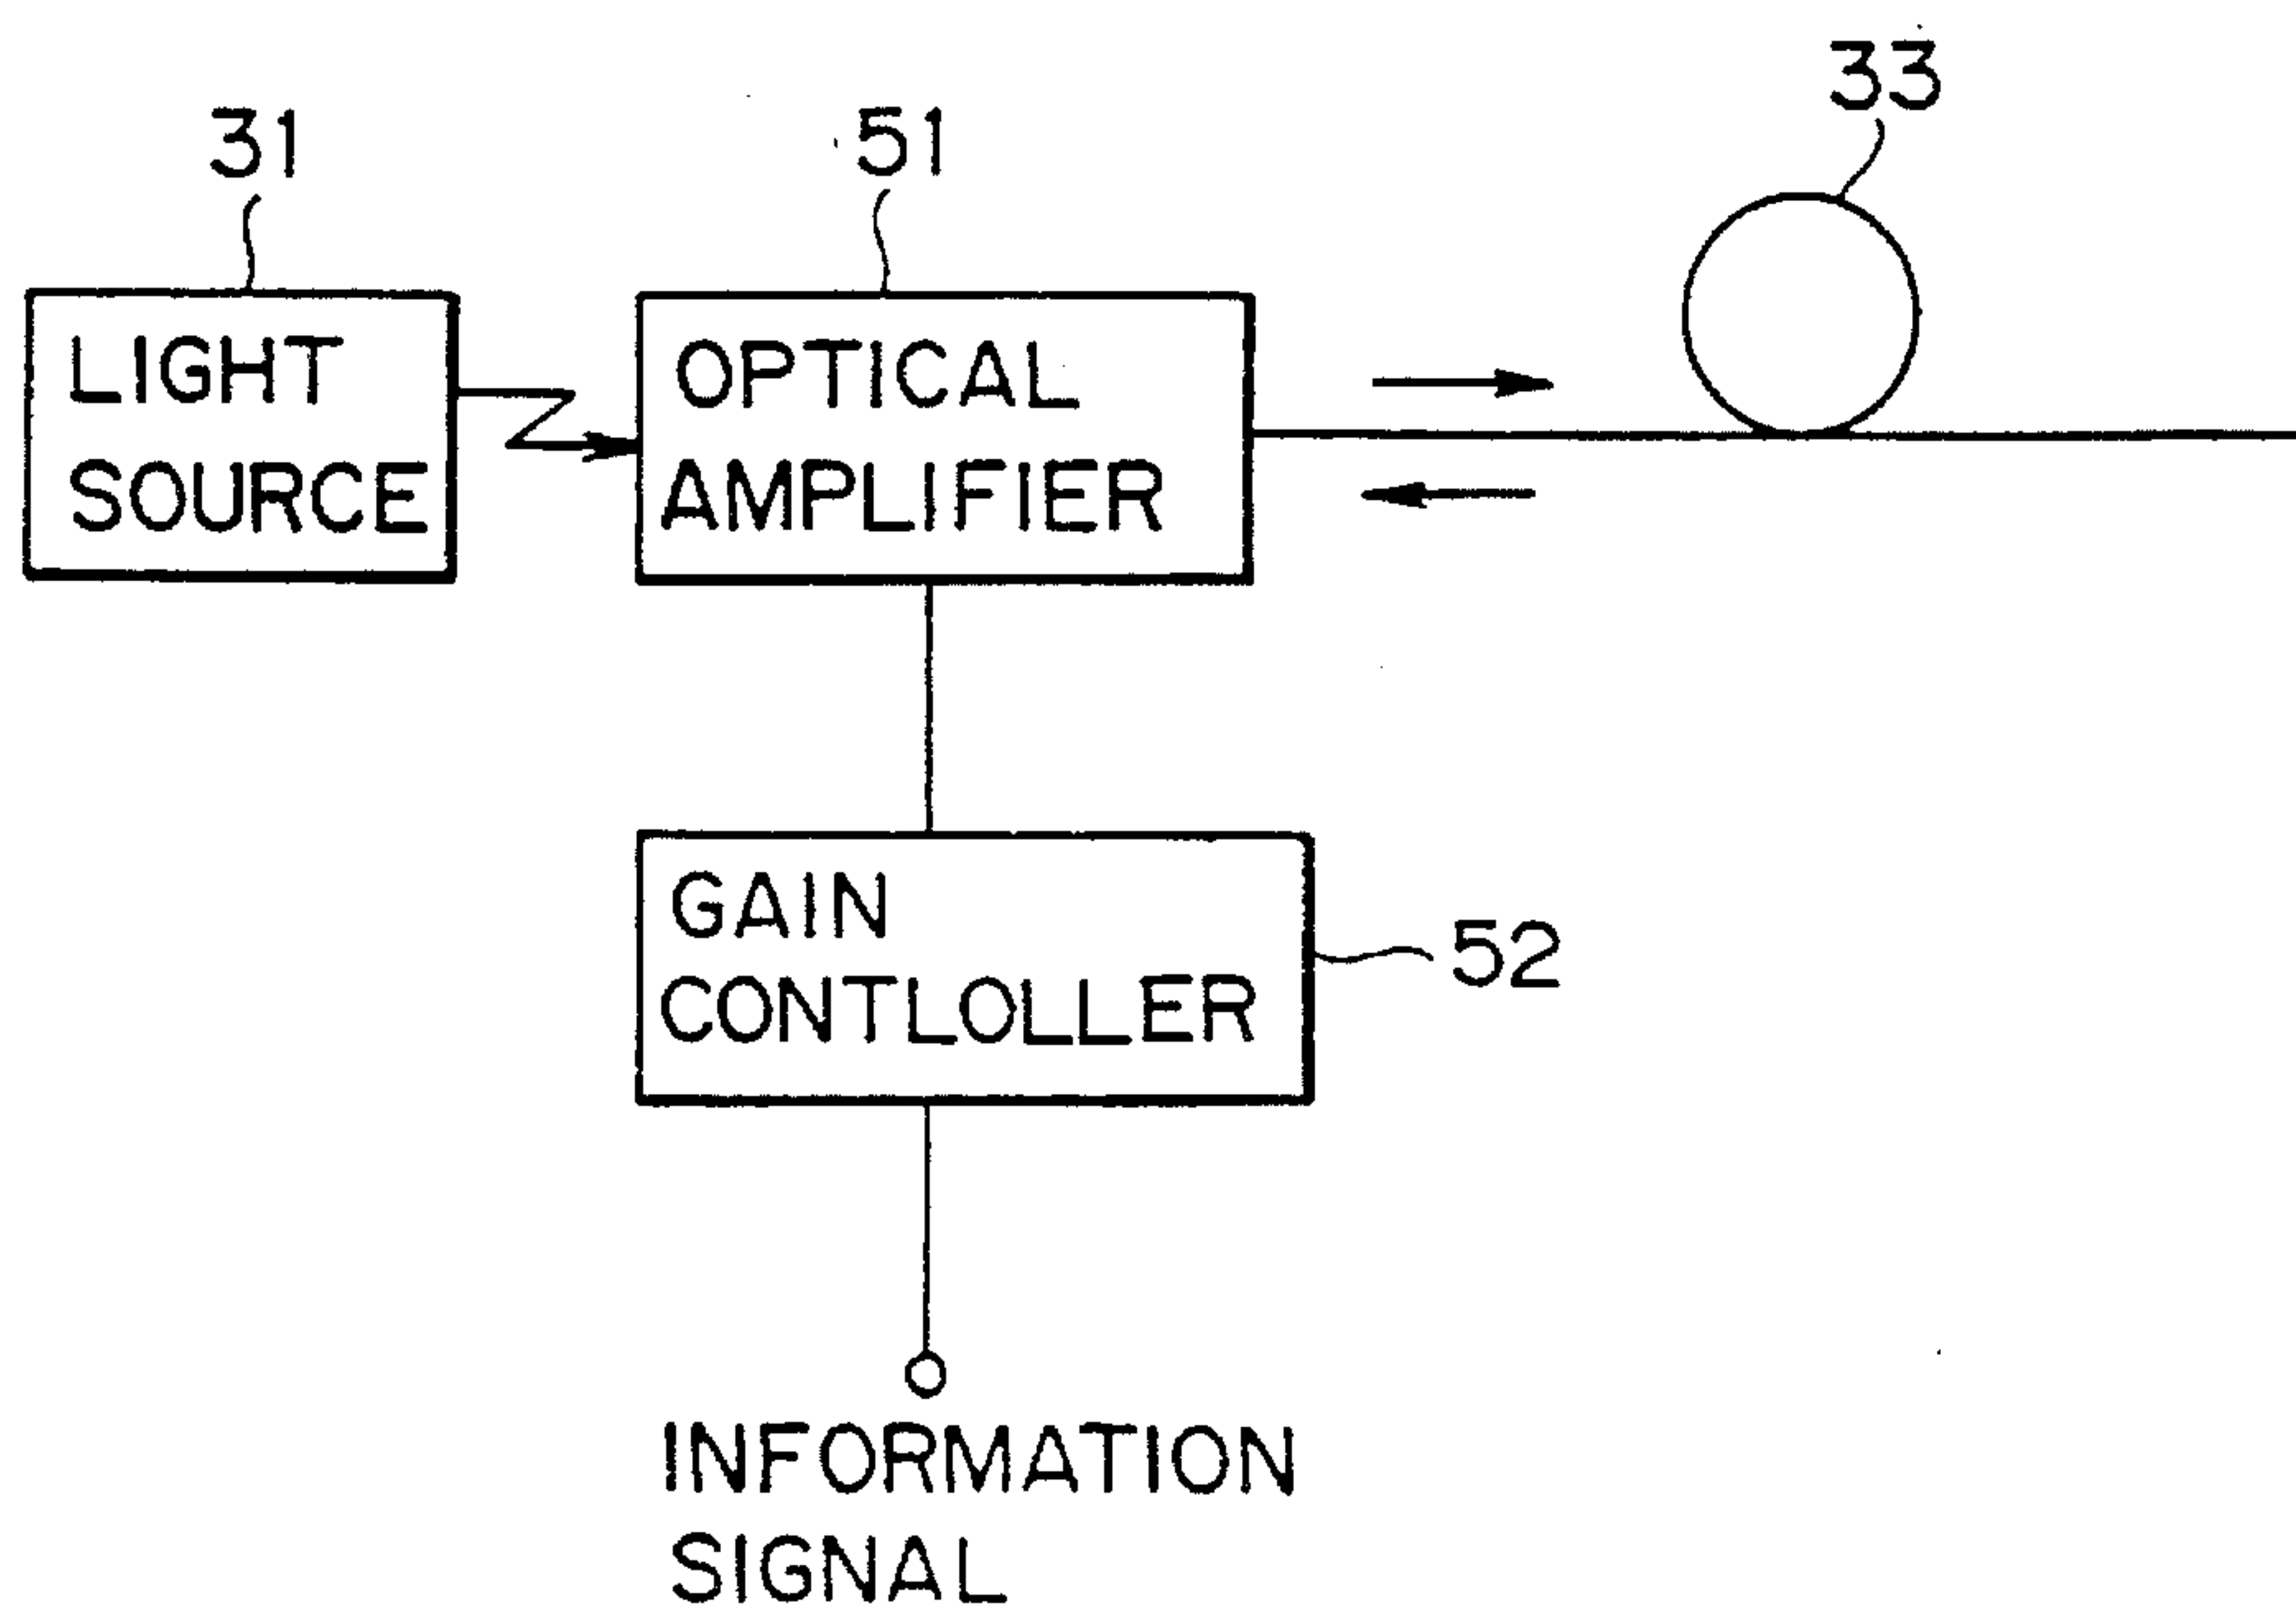 33
31
51
LIGHT
SOURCE
OPTICAL
AMPLIFIER
GAIN
CONTLOLLER
52
INFORMATION
SIGNAL